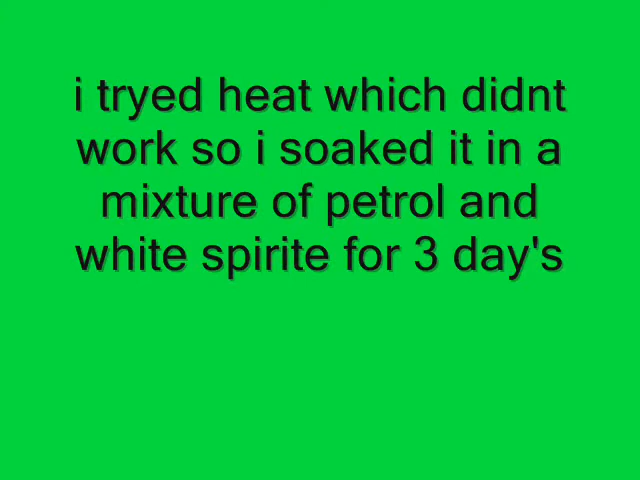 i tryed heat which didnt
work so i soaked it in a
mixture of petrol and
white spirite for 3 day's